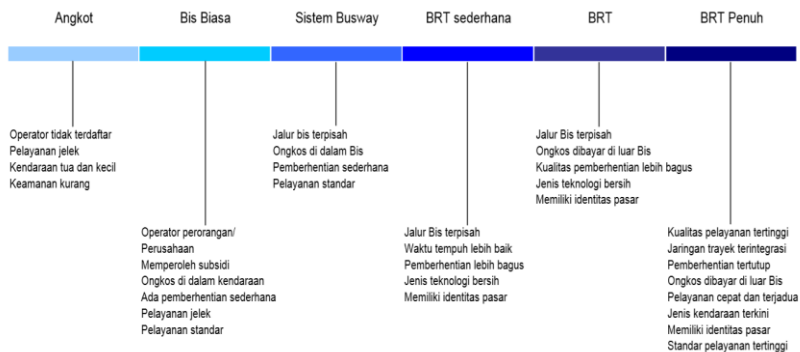 Angkot
Bis Biasa
Sistem Busway
BRT sederhana
BRT
BRT Penuh
Operator tidak terdaftar
Pelayanan jelek
Kendaraan tua dan kecil
Keamanan kurang
Operator perorangan/
Perusahaan
Memperoleh subsidi
Ongkos di dalam kendaraan
Ada pemberhentian sederhana
Pelayanan jelek
Pelayanan standar
Jalur bis terpisah
Ongkos di dalam Bis
Pemberhentian sederhana
Pelayanan standar
Jalur Bis terpisah
Waktu tempuh lebih baik
Pemberhentian lebih bagus
Jenis teknologi bersih
Memiliki identitas pasar
Jalur Bis terpisah
Ongkos dibayar di luar Bis
Kualitas pemberhentian lebih bagus
Jenis teknologi bersih
Memiliki identitas pasar
Kualitas pelayanan tertinggi
Jaringan trayek terintegrasi
Pemberhentian tertutup
Ongkos dibayar di luar Bis
Pelayanan cepat dan terjadua
Jenis kendaraan terkini
Memiliki identitas pasar
Standar pelayanan tertinggi